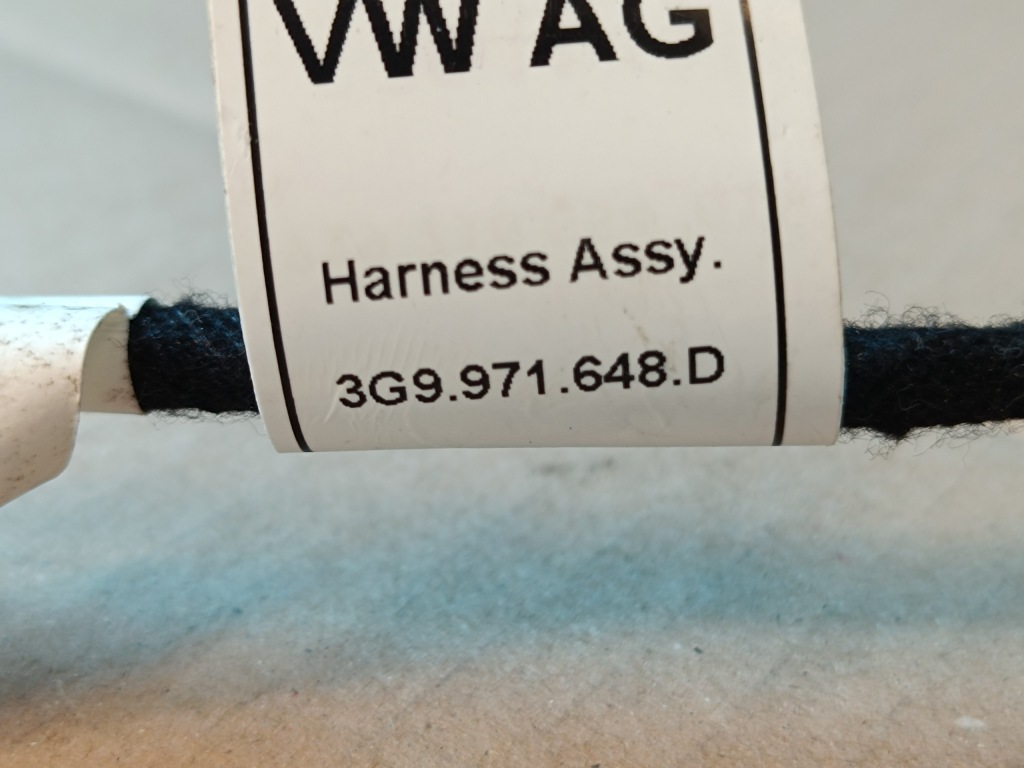 VW AG
Harness Assy.
3G9.971.648.D